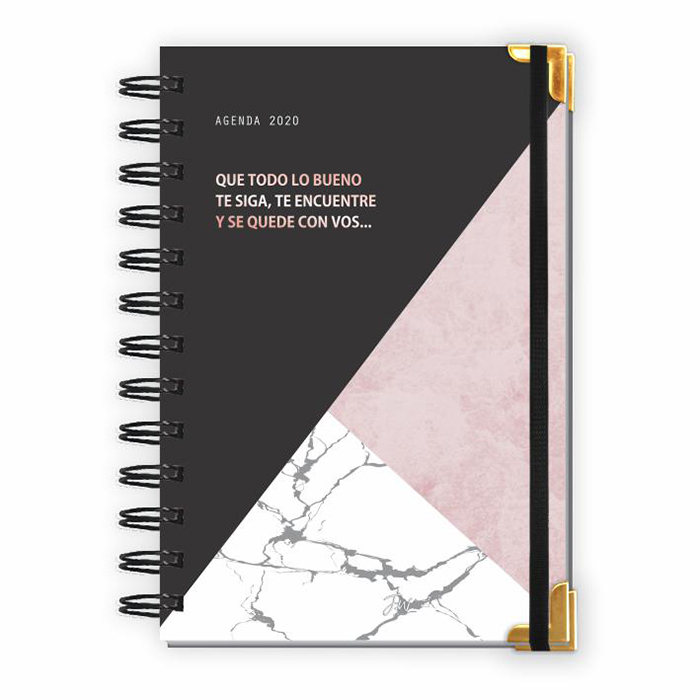 AGENDA 2020
QUE TODO LO BUENO
TE SIGA, TE ENCUENTRE
Y SE QUEDE CON VOS...